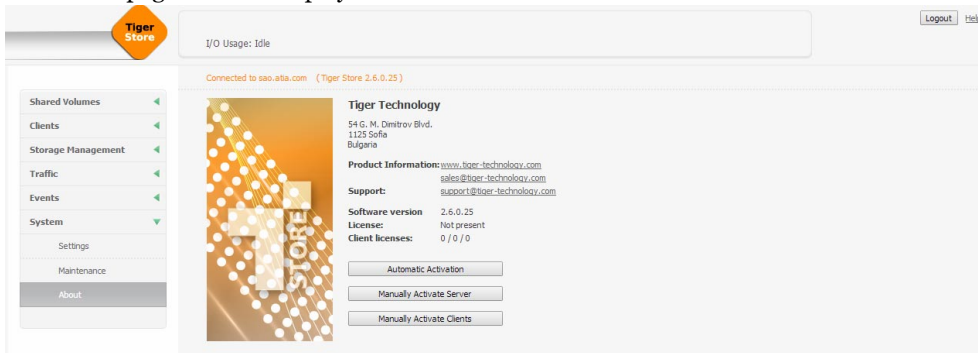 Tiger
Store
I/O Usage: Idle
Logout Help
Connected to sao.atia.com (Tiger Store 2.6.0.25)
Shared Volumes
Clients
Storage Management
Traffic
Events
System
Settings
Maintenance
About
STORE
Tiger Technology
54 G. M. Dimitrov Blvd.
1125 Sofia
Bulgaria
Product Information: www.tiger-technology.com
sales@tiger-technology.com
Support: support@tiger-technology.com
Software version 2.6.0.25
License: Not present
Client licenses: 0 / 0 / 0
Automatic Activation
Manually Activate Server
Manually Activate Clients